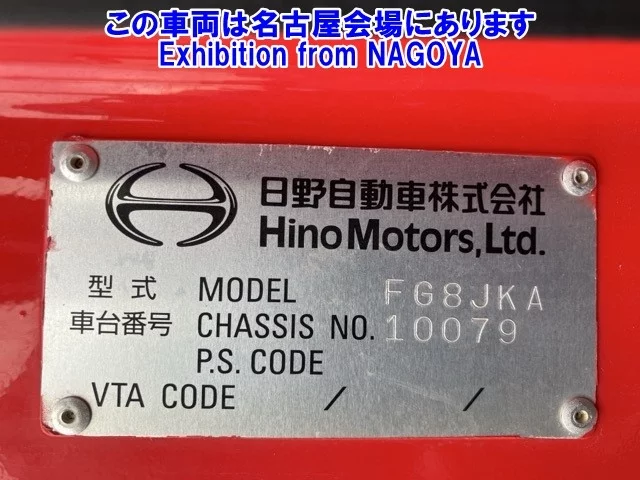 この車両は名古屋会場にあります
Exhibition from NAGOYA
日野自動車株式会社
Hino Motors, Ltd.
型式 MODEL FG8JKA
車台番号 CHASSIS NO. 10079
P.S. CODE
VTA CODE / /